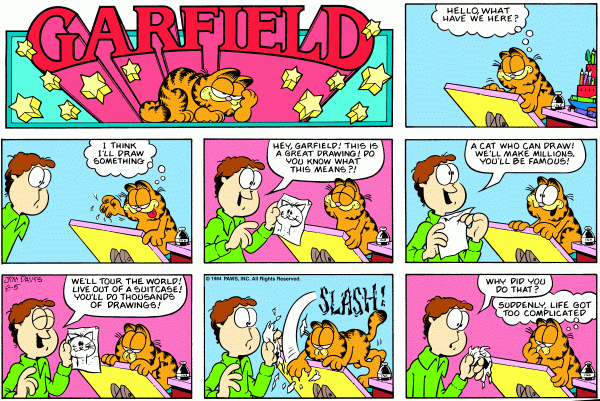 GARFIELD
HELLO, WHAT
HAVE WE HERE?
I THINK
I'LL DRAW
SOMETHING
HEY, GARFIELD! THIS IS
A GREAT DRAWING! DO
YOU KNOW WHAT
THIS MEANS?!
A CAT WHO CAN DRAW!
WE'LL MAKE MILLIONS,
YOU'LL BE FAMOUS!
JIM DAVIS
8-5
WE'LL TOUR THE WORLD!
LIVE OUT OF A SUITCASE!
YOU'LL DO THOUSANDS
OF DRAWINGS!
© 1984 PAWS, INC. All Rights Reserved.
SLASH!
WHY DID YOU
DO THAT?
SUDDENLY, LIFE GOT
TOO COMPLICATED